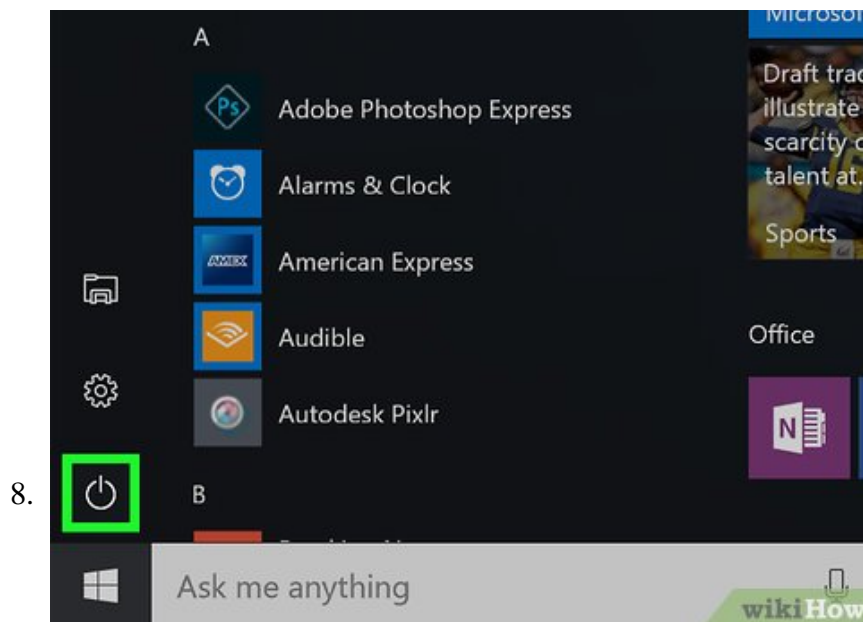 Microsof
A
Ps
Adobe Photoshop Express
Draft trac
illustrate
scarcity
talent at.
Alarms & Clock
Sports
AMEX
American Express
Audible
Office
Autodesk Pixlr
N
8.
B
Ask me anything
wikiHow